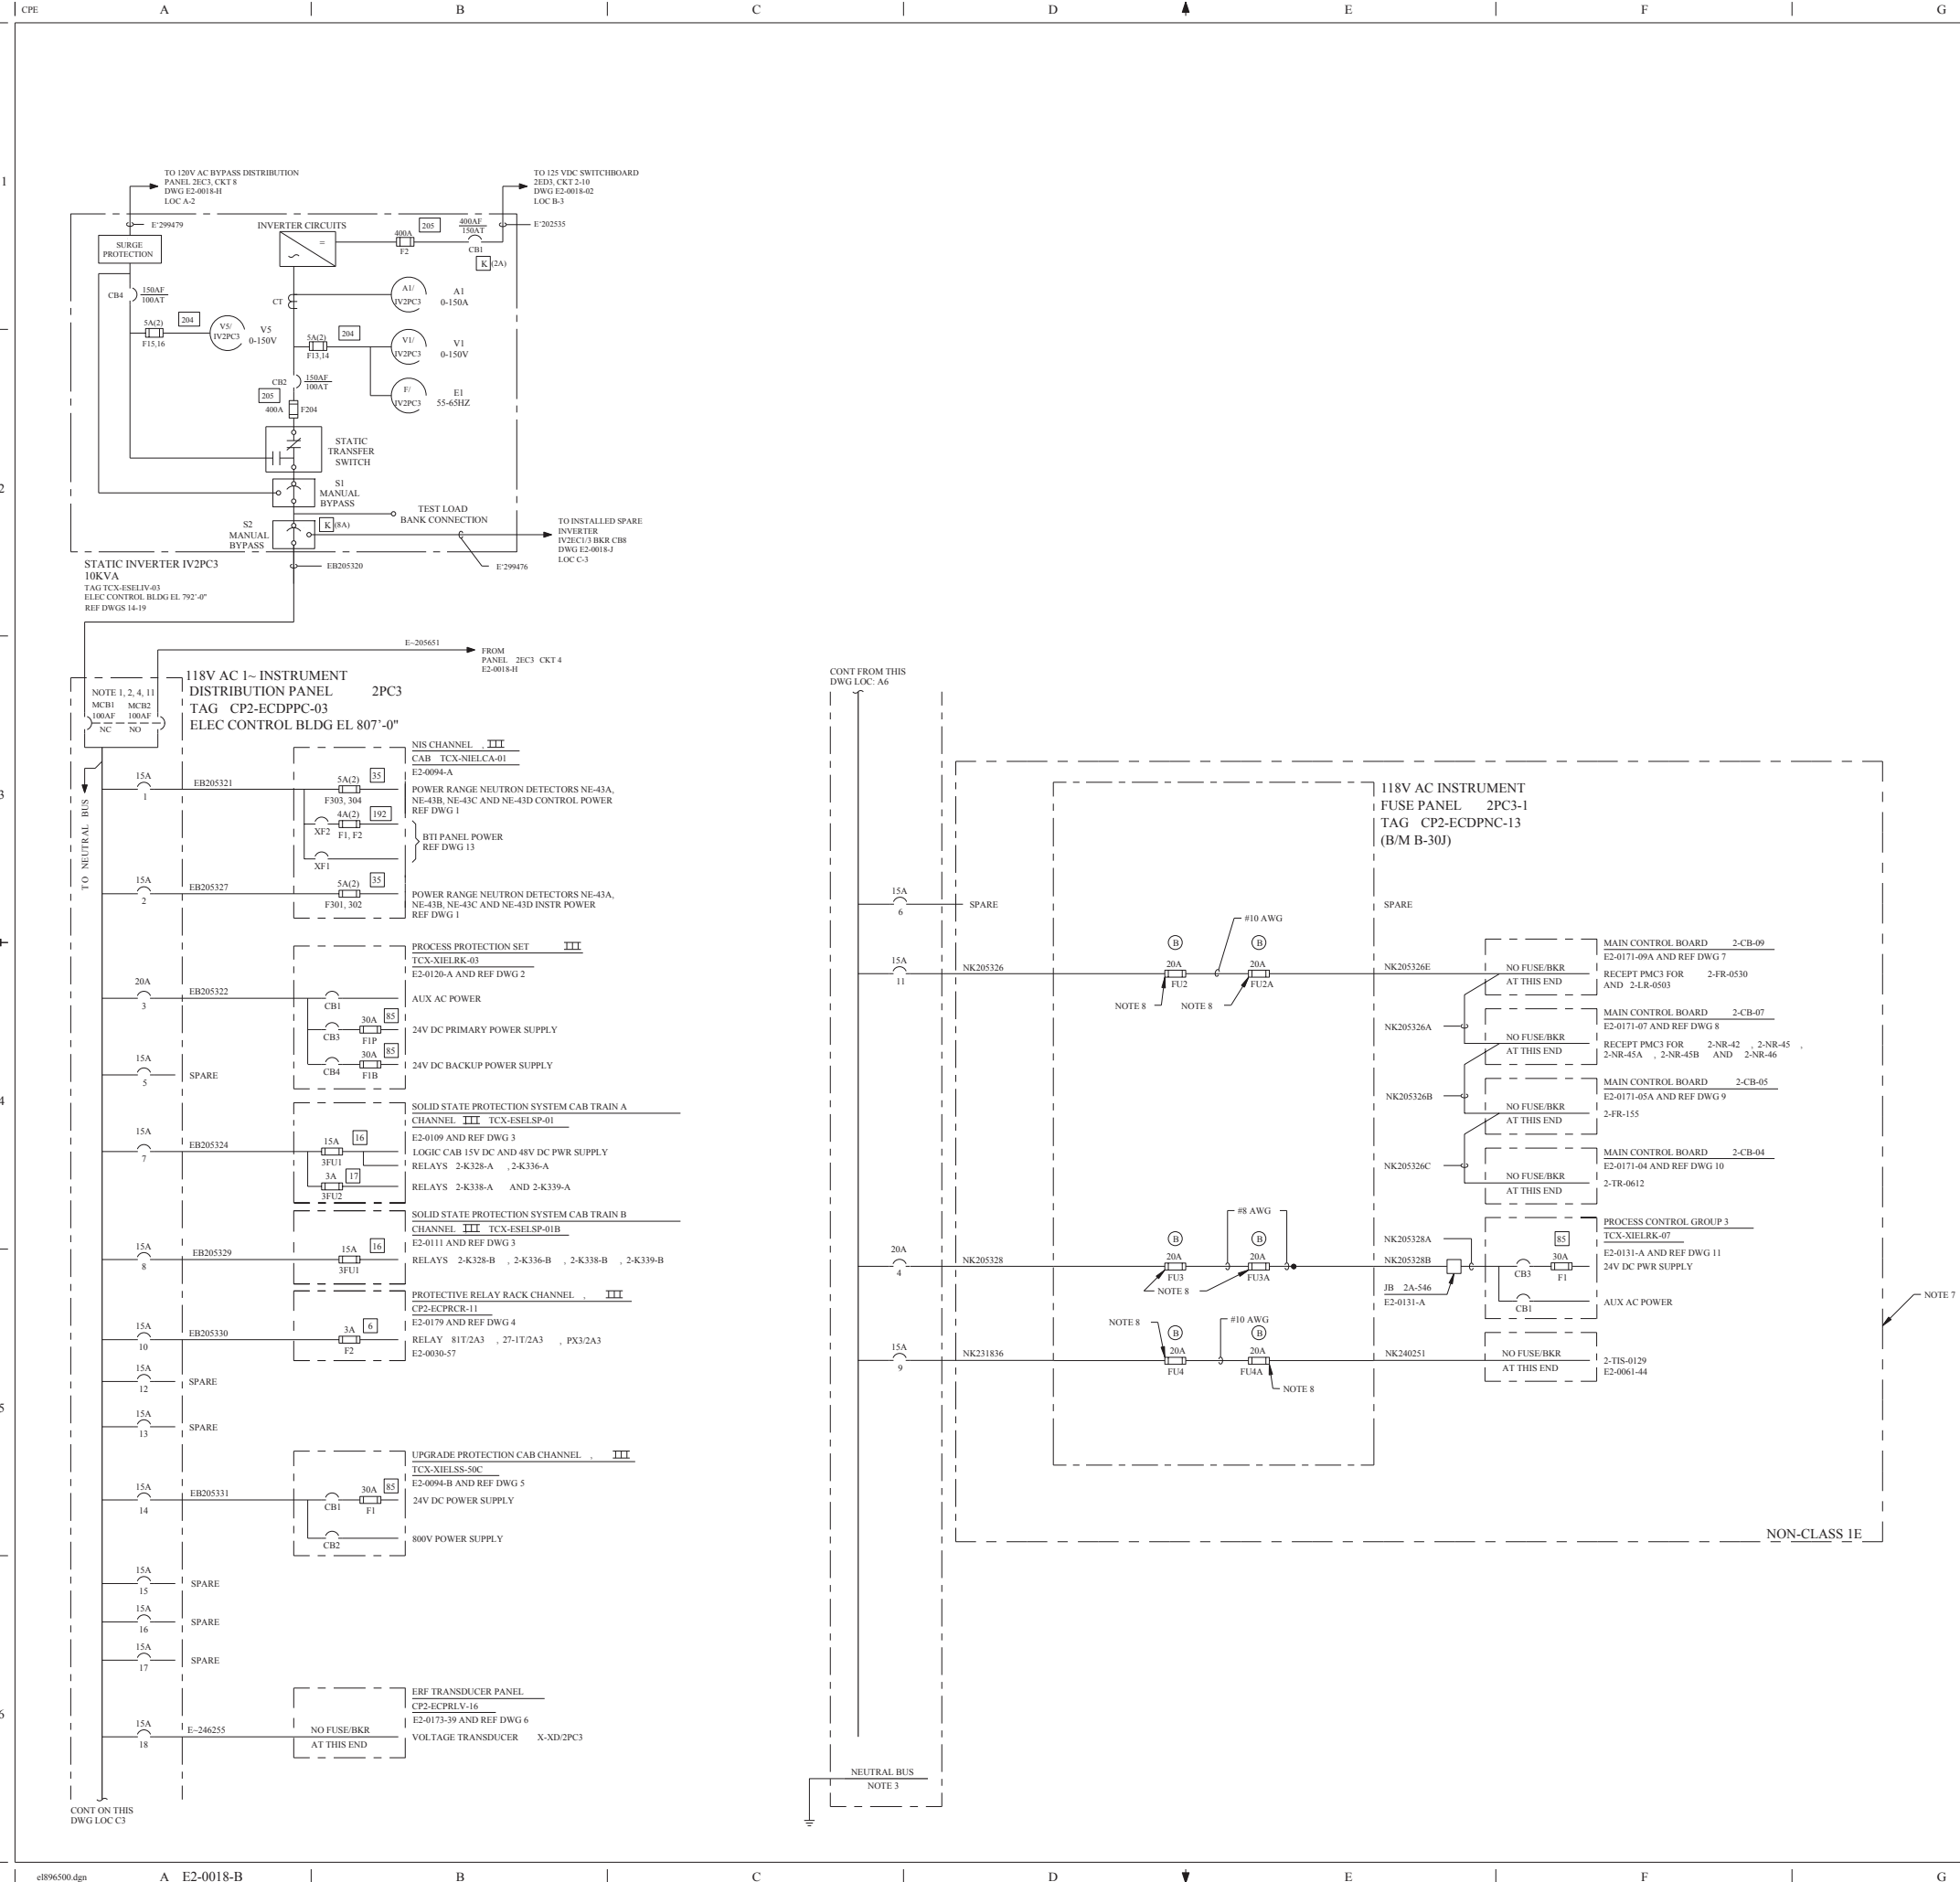 CPE
A
B
C
D
E
F
G
1
TO 120V AC BYPASS DISTRIBUTION
PANEL 2EC3, CKT 8
DWG E2-0018-H
LOC A-2
TO 125 VDC SWITCHBOARD
2ED3, CKT 2-10
DWG E2-0018-02
LOC B-3
E`299479
E`202535
INVERTER CIRCUITS
SURGE
PROTECTION
=
400A
F2
205
400AF
150AT
CB1
K (2A)
CB4
150AF
100AT
CT
A1/
IV2PC3
A1
0-150A
5A(2)
F15,16
204
V5/
IV2PC3
V5
0-150V
5A(2)
F13,14
204
V1/
IV2PC3
V1
0-150V
CB2
150AF
100AT
205
400A
F204
F/
IV2PC3
E1
55-65HZ
STATIC
TRANSFER
SWITCH
2
S1
MANUAL
BYPASS
TEST LOAD
BANK CONNECTION
S2
MANUAL
BYPASS
K (8A)
TO INSTALLED SPARE
INVERTER
IV2EC1/3 BKR CB8
DWG E2-0018-J
LOC C-3
E`299476
EB205320
STATIC INVERTER IV2PC3
10KVA
TAG TCX-ESELIV-03
ELEC CONTROL BLDG EL 792'-0"
REF DWGS 14-19
E~205651
FROM
PANEL 2EC3 CKT 4
E2-0018-H
118V AC 1~ INSTRUMENT
DISTRIBUTION PANEL 2PC3
TAG CP2-ECDPPC-03
ELEC CONTROL BLDG EL 807'-0"
NOTE 1, 2, 4, 11
MCB1 MCB2
100AF 100AF
NC NO
TO NEUTRAL BUS
3
15A
1
EB205321
5A(2)
F303, 304
35
NIS CHANNEL , III
CAB TCX-NIELCA-01
E2-0094-A
POWER RANGE NEUTRON DETECTORS NE-43A,
NE-43B, NE-43C AND NE-43D CONTROL POWER
REF DWG 1
XF2
4A(2)
F1, F2
192
BTI PANEL POWER
REF DWG 13
XF1
15A
2
EB205327
5A(2)
F301, 302
35
POWER RANGE NEUTRON DETECTORS NE-43A,
NE-43B, NE-43C AND NE-43D INSTR POWER
REF DWG 1
PROCESS PROTECTION SET III
TCX-XIELRK-03
E2-0120-A AND REF DWG 2
20A
3
EB205322
CB1
AUX AC POWER
CB3
30A
F1P
85
24V DC PRIMARY POWER SUPPLY
CB4
30A
F1B
85
24V DC BACKUP POWER SUPPLY
15A
5
SPARE
4
SOLID STATE PROTECTION SYSTEM CAB TRAIN A
CHANNEL III TCX-ESELSP-01
E2-0109 AND REF DWG 3
15A
7
EB205324
15A
3FU1
16
LOGIC CAB 15V DC AND 48V DC PWR SUPPLY
RELAYS 2-K328-A , 2-K336-A
3A
3FU2
17
RELAYS 2-K338-A AND 2-K339-A
SOLID STATE PROTECTION SYSTEM CAB TRAIN B
CHANNEL III TCX-ESELSP-01B
E2-0111 AND REF DWG 3
15A
8
EB205329
15A
3FU1
16
RELAYS 2-K328-B , 2-K336-B , 2-K338-B , 2-K339-B
PROTECTIVE RELAY RACK CHANNEL , III
CP2-ECPRCR-11
E2-0179 AND REF DWG 4
15A
10
EB205330
3A
F2
6
RELAY 81T/2A3 , 27-1T/2A3 , PX3/2A3
E2-0030-57
15A
12
SPARE
5
15A
13
SPARE
UPGRADE PROTECTION CAB CHANNEL , III
TCX-XIELSS-50C
E2-0094-B AND REF DWG 5
15A
14
EB205331
CB1
30A
F1
85
24V DC POWER SUPPLY
CB2
800V POWER SUPPLY
15A
15
SPARE
15A
16
SPARE
15A
17
SPARE
ERF TRANSDUCER PANEL
CP2-ECPRLV-16
E2-0173-39 AND REF DWG 6
6
15A
18
E~246255
NO FUSE/BKR
AT THIS END
VOLTAGE TRANSDUCER X-XD/2PC3
CONT ON THIS
DWG LOC C3
CONT FROM THIS
DWG LOC: A6
118V AC INSTRUMENT
FUSE PANEL 2PC3-1
TAG CP2-ECDPNC-13
(B/M B-30J)
15A
6
SPARE
SPARE
#10 AWG
15A
11
NK205326
B
20A
FU2
B
20A
FU2A
NOTE 8
NOTE 8
NK205326E
NO FUSE/BKR
AT THIS END
MAIN CONTROL BOARD 2-CB-09
E2-0171-09A AND REF DWG 7
RECEPT PMC3 FOR 2-FR-0530
AND 2-LR-0503
NK205326A
NO FUSE/BKR
AT THIS END
MAIN CONTROL BOARD 2-CB-07
E2-0171-07 AND REF DWG 8
RECEPT PMC3 FOR 2-NR-42 , 2-NR-45 ,
2-NR-45A , 2-NR-45B AND 2-NR-46
NK205326B
NO FUSE/BKR
AT THIS END
MAIN CONTROL BOARD 2-CB-05
E2-0171-05A AND REF DWG 9
2-FR-155
NK205326C
NO FUSE/BKR
AT THIS END
MAIN CONTROL BOARD 2-CB-04
E2-0171-04 AND REF DWG 10
2-TR-0612
#8 AWG
20A
4
NK205328
B
20A
FU3
B
20A
FU3A
NOTE 8
NK205328A
NK205328B
JB 2A-546
E2-0131-A
CB3
85
30A
F1
CB1
PROCESS CONTROL GROUP 3
TCX-XIELRK-07
E2-0131-A AND REF DWG 11
24V DC PWR SUPPLY
AUX AC POWER
NOTE 7
NOTE 8
#10 AWG
15A
9
NK231836
B
20A
FU4
B
20A
FU4A
NOTE 8
NK240251
NO FUSE/BKR
AT THIS END
2-TIS-0129
E2-0061-44
NON-CLASS 1E
NEUTRAL BUS
NOTE 3
el896500.dgn
A
E2-0018-B
B
C
D
E
F
G